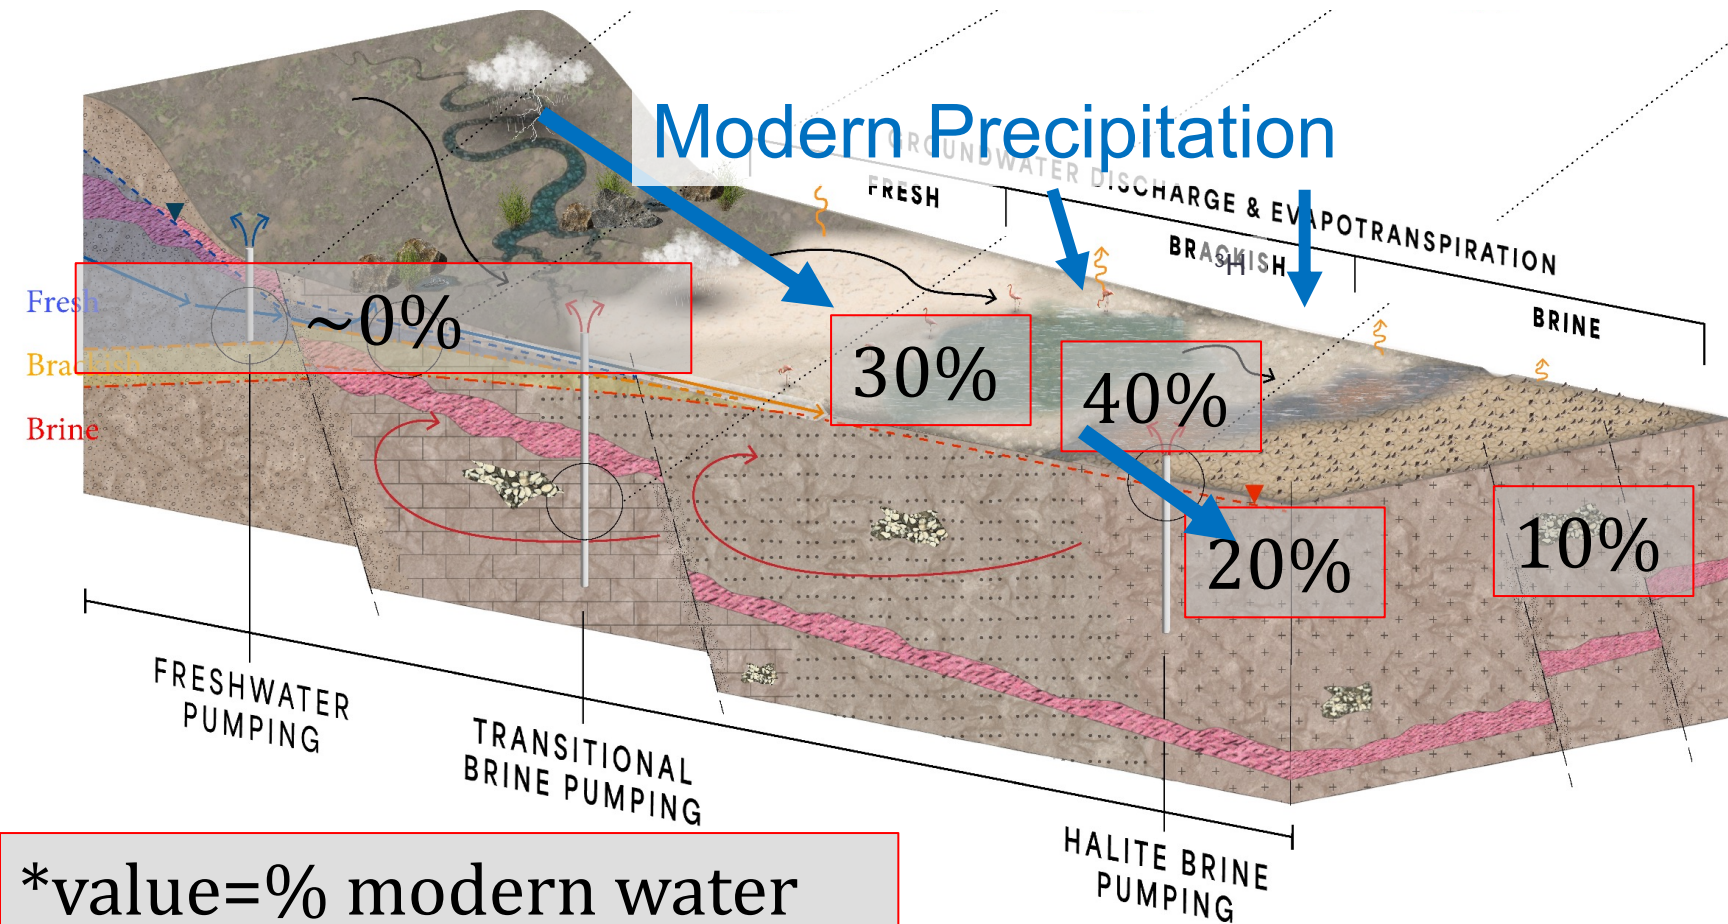 Modern Precipitation
GROUNDWATER DISCHARGE & EVAPOTRANSPIRATION
FRESH
BRACKISH
3H
BRINE
Fresh
~0%
Brackish
30%
40%
Brine
20%
10%
FRESHWATER
PUMPING
TRANSITIONAL
BRINE PUMPING
HALITE BRINE
PUMPING
*value=% modern water